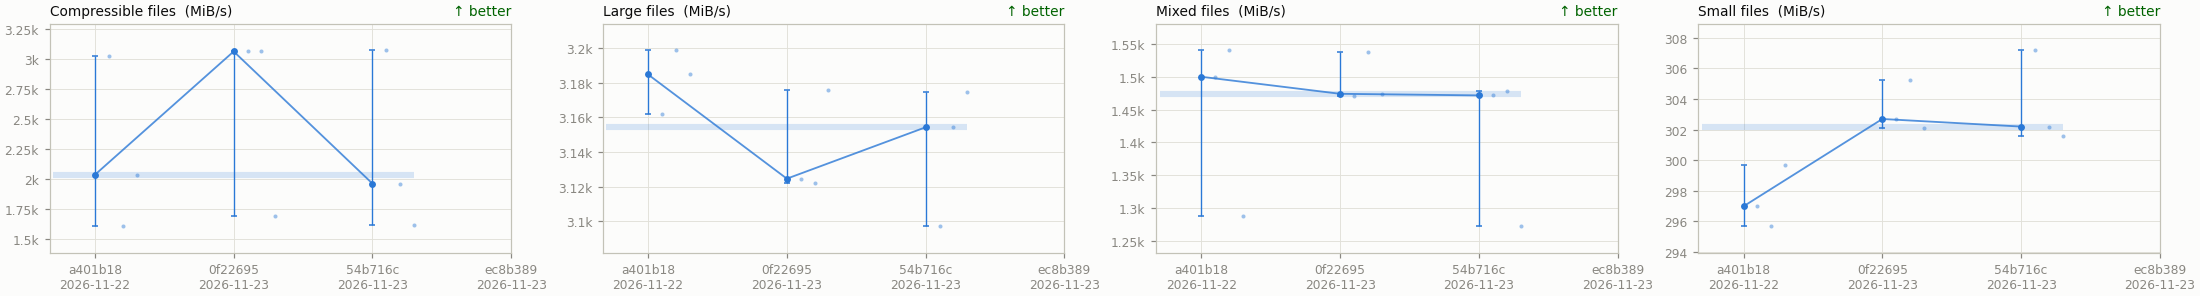 Compressible files (MiB/s) ↑ better
3.25k
3k
2.75k
2.5k
2.25k
2k
1.75k
1.5k
a401b18 0f22695 54b716c ec8b389
2026-11-22 2026-11-23 2026-11-23 2026-11-23
Large files (MiB/s) ↑ better
3.2k
3.18k
3.16k
3.14k
3.12k
3.1k
a401b18 0f22695 54b716c ec8b389
2026-11-22 2026-11-23 2026-11-23 2026-11-23
Mixed files (MiB/s) ↑ better
1.55k
1.5k
1.45k
1.4k
1.35k
1.3k
1.25k
a401b18 0f22695 54b716c ec8b389
2026-11-22 2026-11-23 2026-11-23 2026-11-23
Small files (MiB/s) ↑ better
308
306
304
302
300
298
296
294
a401b18 0f22695 54b716c ec8b389
2026-11-22 2026-11-23 2026-11-23 2026-11-23